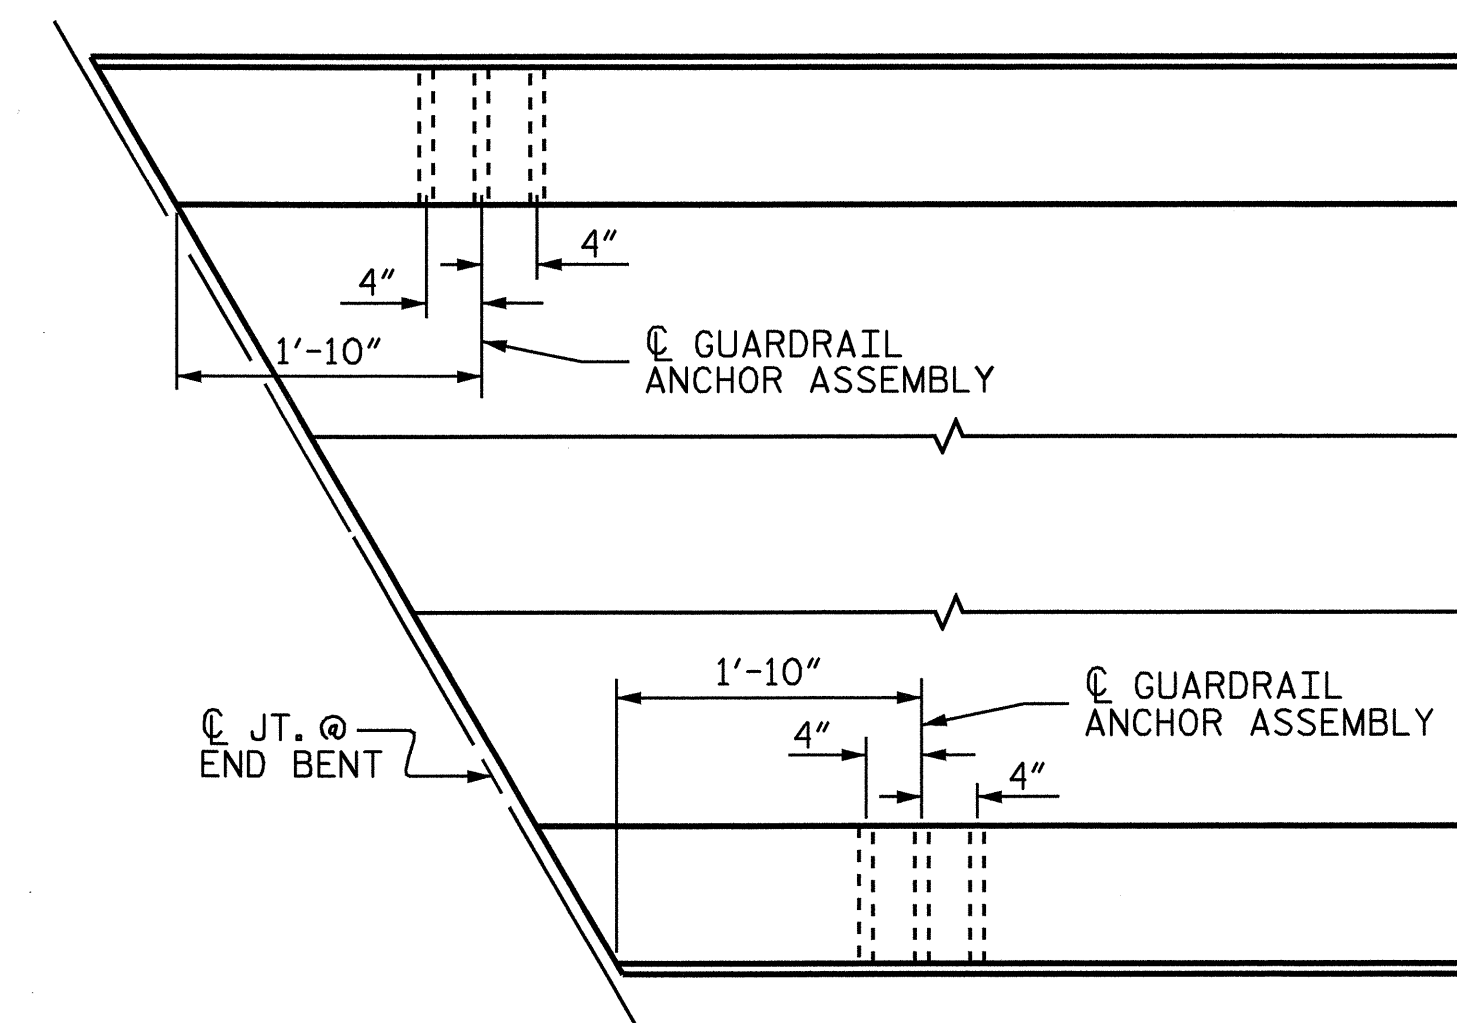 4"
4"
1'-10"
℄ GUARDRAIL
ANCHOR ASSEMBLY
1'-10"
℄ GUARDRAIL
ANCHOR ASSEMBLY
℄ JT. @
END BENT
4"
4"